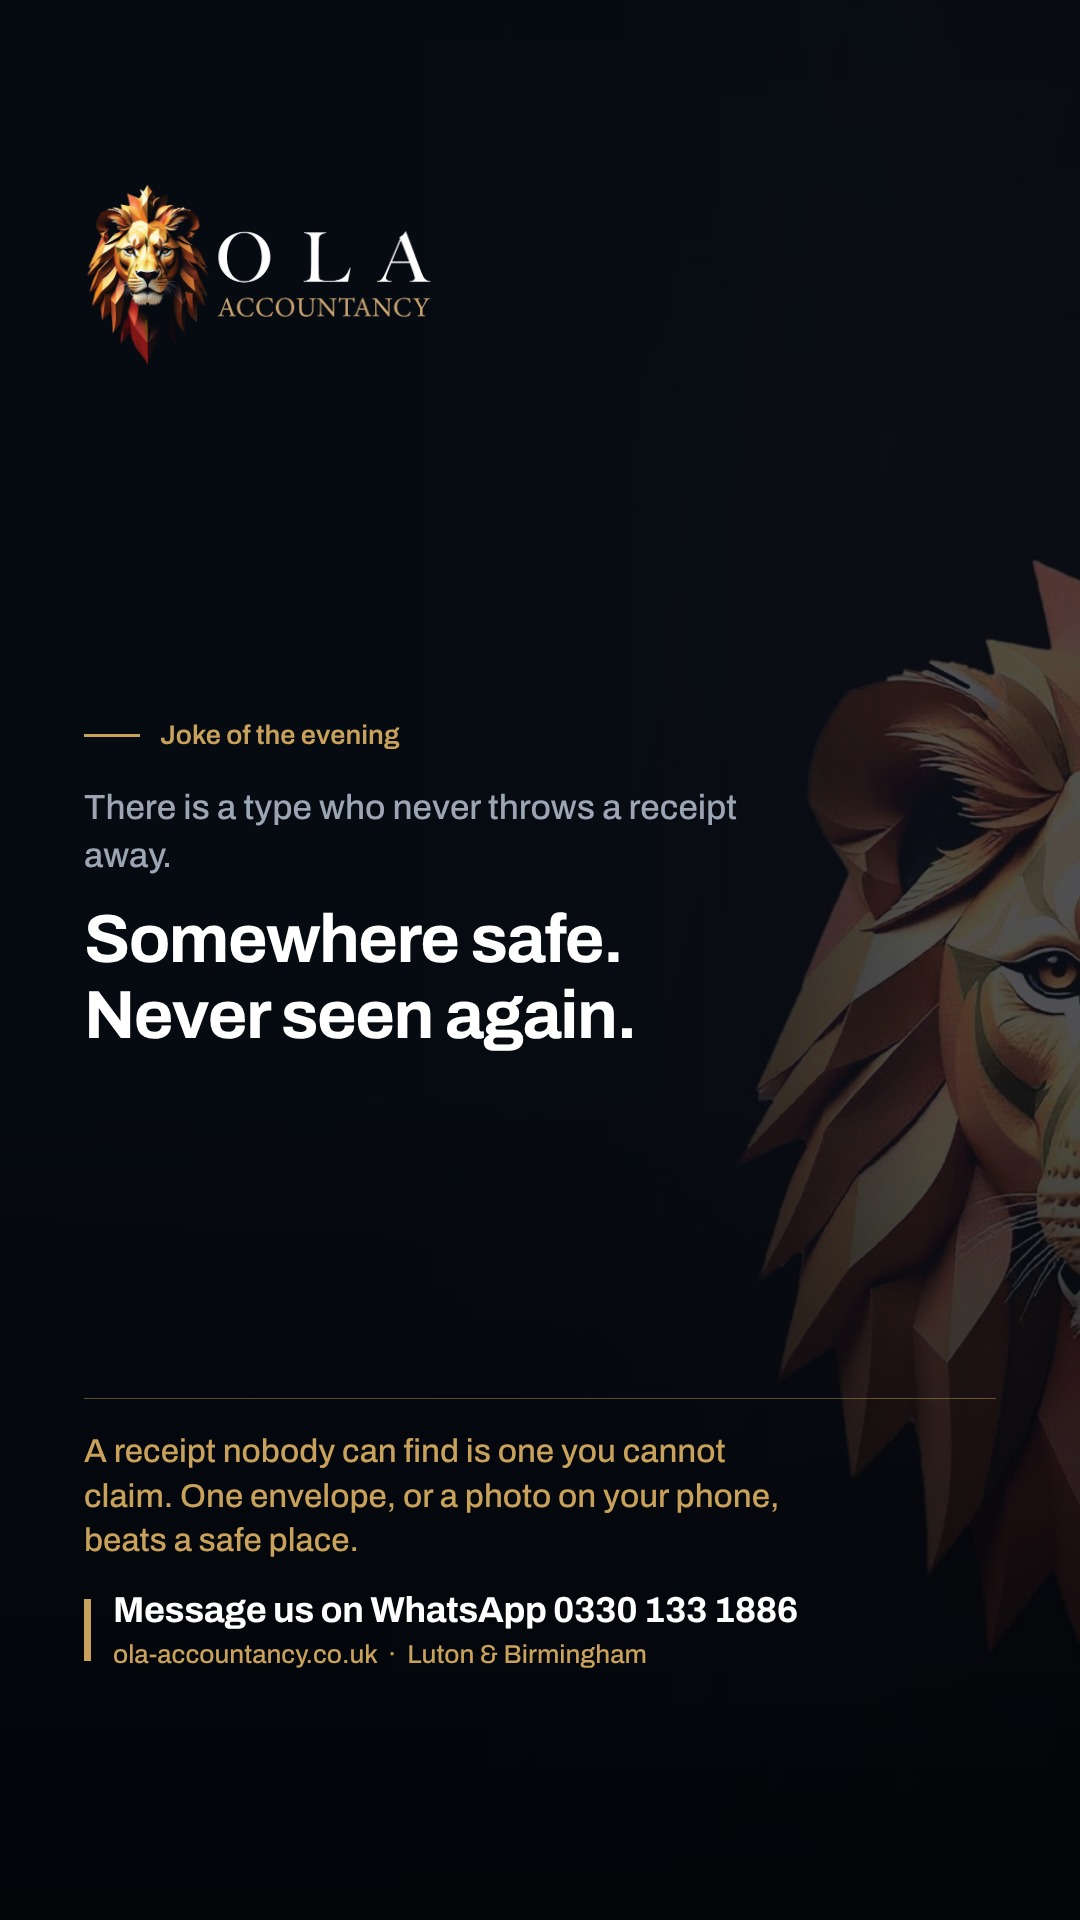 OLA
ACCOUNTANCY
Joke of the evening
There is a type who never throws a receipt
away.
Somewhere safe.
Never seen again.
A receipt nobody can find is one you cannot
claim. One envelope, or a photo on your phone,
beats a safe place.
Message us on WhatsApp 0330 133 1886
ola-accountancy.co.uk · Luton & Birmingham